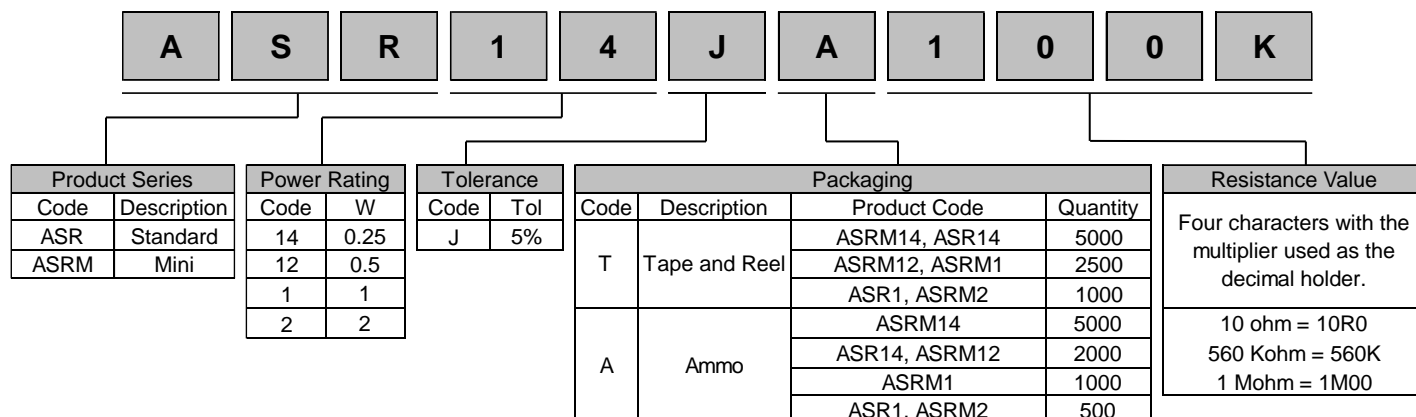 A S R 1 4 J A 1 0 0 K
Product Series
Code Description
ASR Standard
ASRM Mini
Power Rating
Code W
14 0.25
12 0.5
1 1
2 2
Tolerance
Code Tol
J 5%
Packaging
Code Description Product Code Quantity
T Tape and Reel
ASRM14, ASR14 5000
ASRM12, ASRM1 2500
ASR1, ASRM2 1000
A Ammo
ASRM14 5000
ASR14, ASRM12 2000
ASRM1 1000
ASR1, ASRM2 500
Resistance Value
Four characters with the
multiplier used as the
decimal holder.
10 ohm = 10R0
560 Kohm = 560K
1 Mohm = 1M00